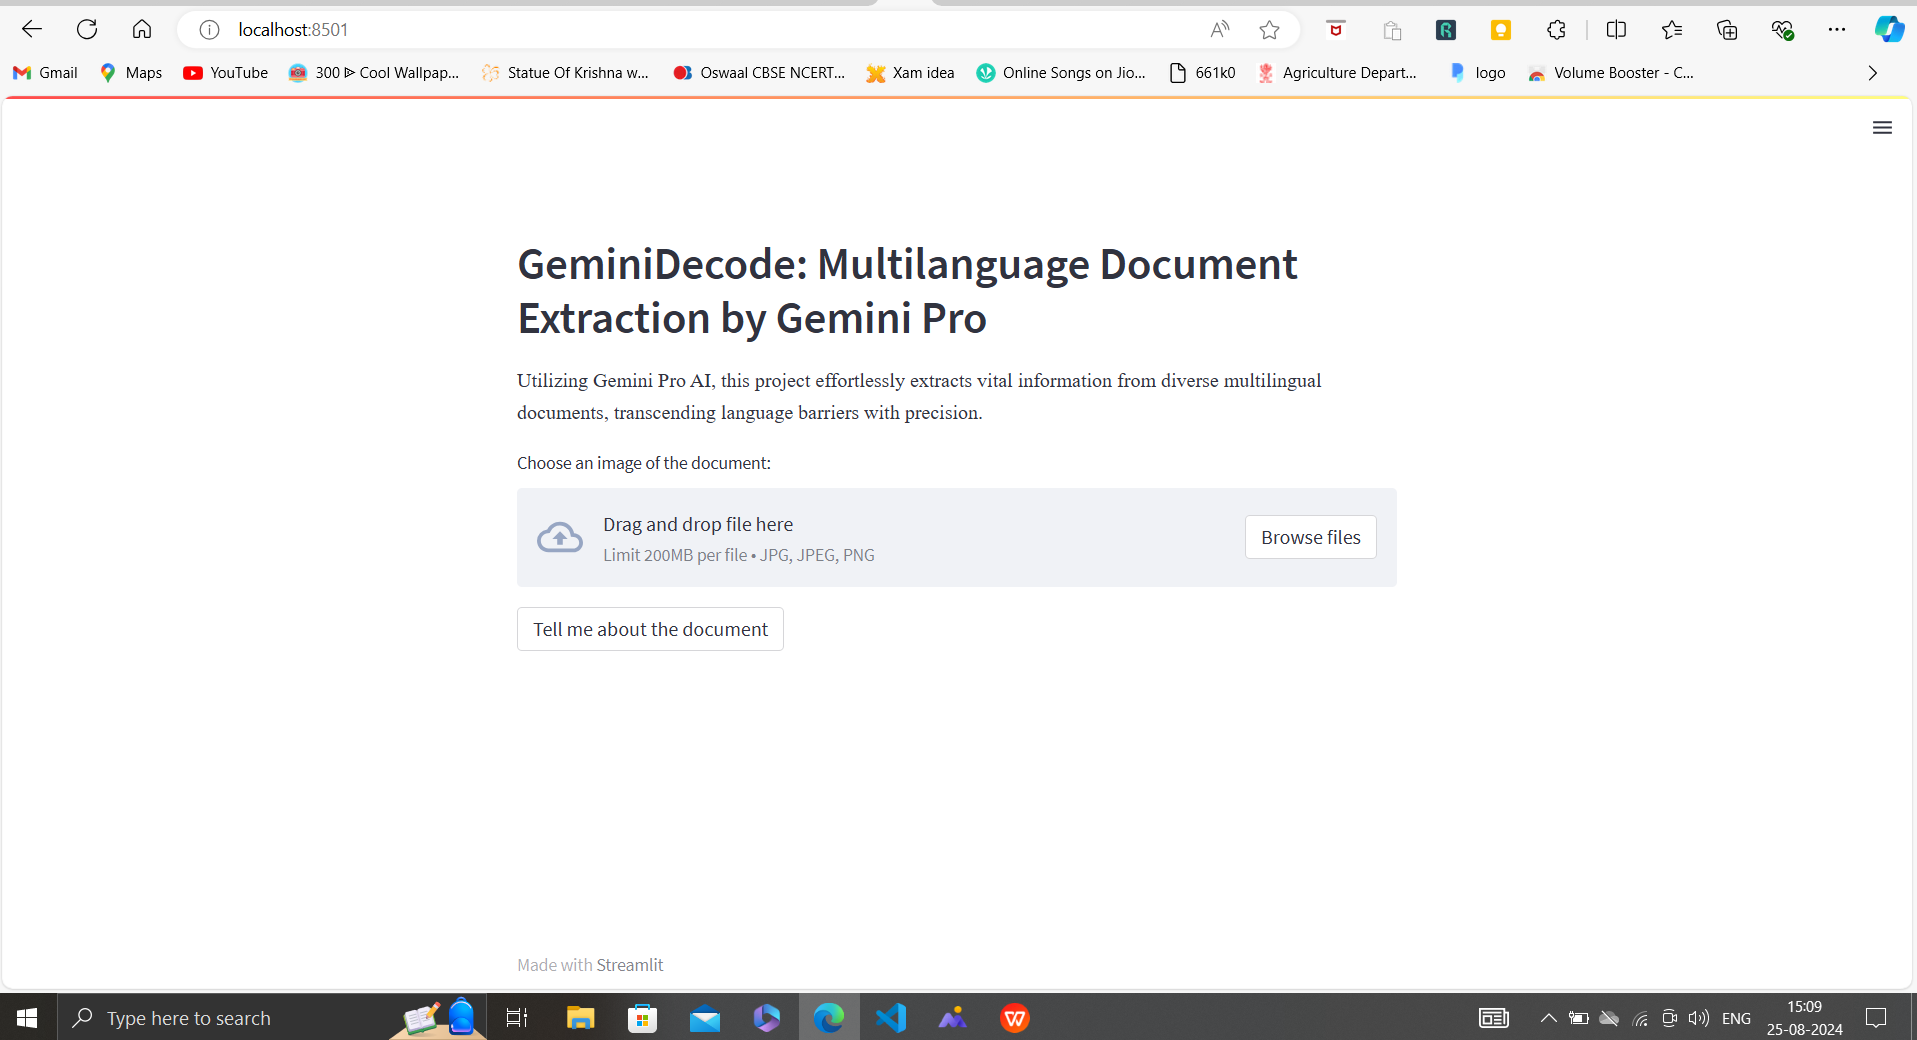 localhost:8501
Gmail Maps YouTube 300 ᐉ Cool Wallpap... Statue Of Krishna w... Oswaal CBSE NCERT... Xam idea Online Songs on Jio... 661k0 Agriculture Depart... logo Volume Booster - C...
GeminiDecode: Multilanguage Document
Extraction by Gemini Pro
Utilizing Gemini Pro AI, this project effortlessly extracts vital information from diverse multilingual
documents, transcending language barriers with precision.
Choose an image of the document:
Drag and drop file here
Limit 200MB per file • JPG, JPEG, PNG
Browse files
Tell me about the document
Made with Streamlit
Type here to search
ENG
15:09
25-08-2024